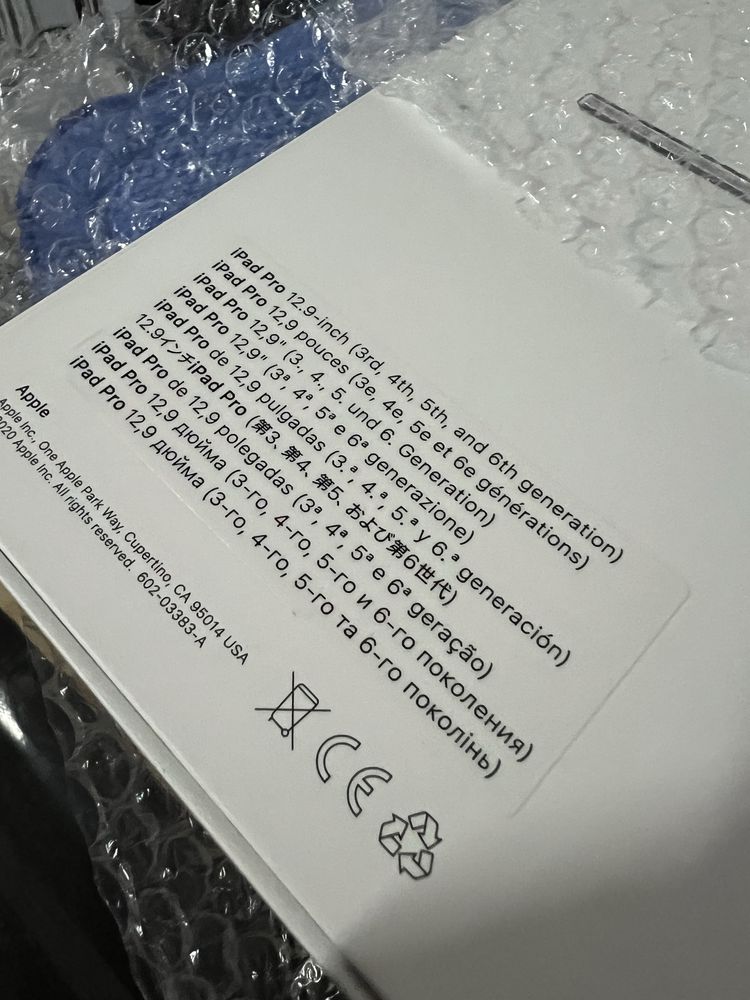 iPad Pro 12.9-inch (3rd, 4th, 5th, and 6th generation)
iPad Pro 12.9 pouces (3e, 4e, 5e et 6e générations)
iPad Pro 12,9" (3., 4., 5. und 6. Generation)
iPad Pro 12,9" (3ª, 4ª, 5ª e 6ª generazione)
iPad Pro de 12,9 pulgadas (3.ª, 4.ª, 5.ª y 6.ª generación)
12.9インチiPad Pro (第3、第4、第5、および第6世代)
iPad Pro de 12,9 polegadas (3ª, 4ª, 5ª e 6ª geração)
iPad Pro 12,9 дюйма (3-го, 4-го, 5-го и 6-го поколения)
iPad Pro 12,9 дюйма (3-го, 4-го, 5-го та 6-го поколінь)
Apple
Apple Inc., One Apple Park Way, Cupertino, CA 95014 USA
2020 Apple Inc. All rights reserved. 602-03383-A
CE